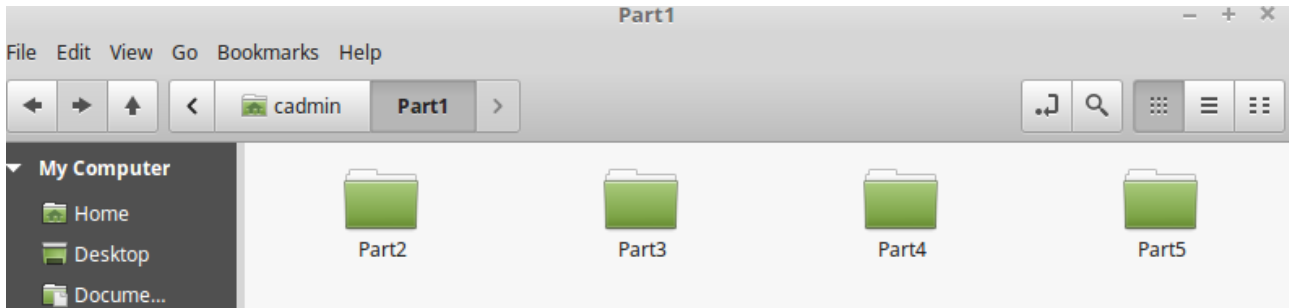 Part1
File Edit View Go Bookmarks Help
cadmin Part1
My Computer
Home
Desktop
Docume...
Part2 Part3 Part4 Part5